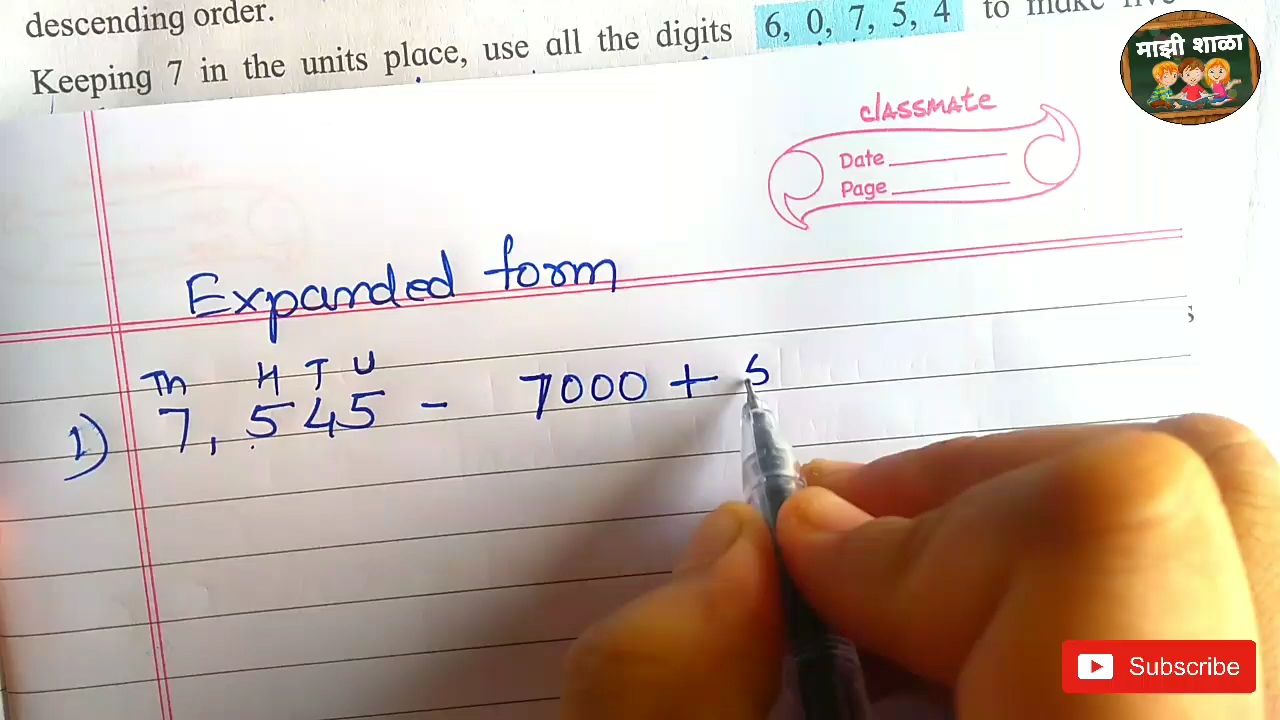 descending order.
Keeping 7 in the units place, use all the digits 6, 0, 7, 5, 4 to make
माझी शाळा
classmate
Date
Page
Expanded form
Th H T U
1) 7, 545 - 7000 + 5
Subscribe